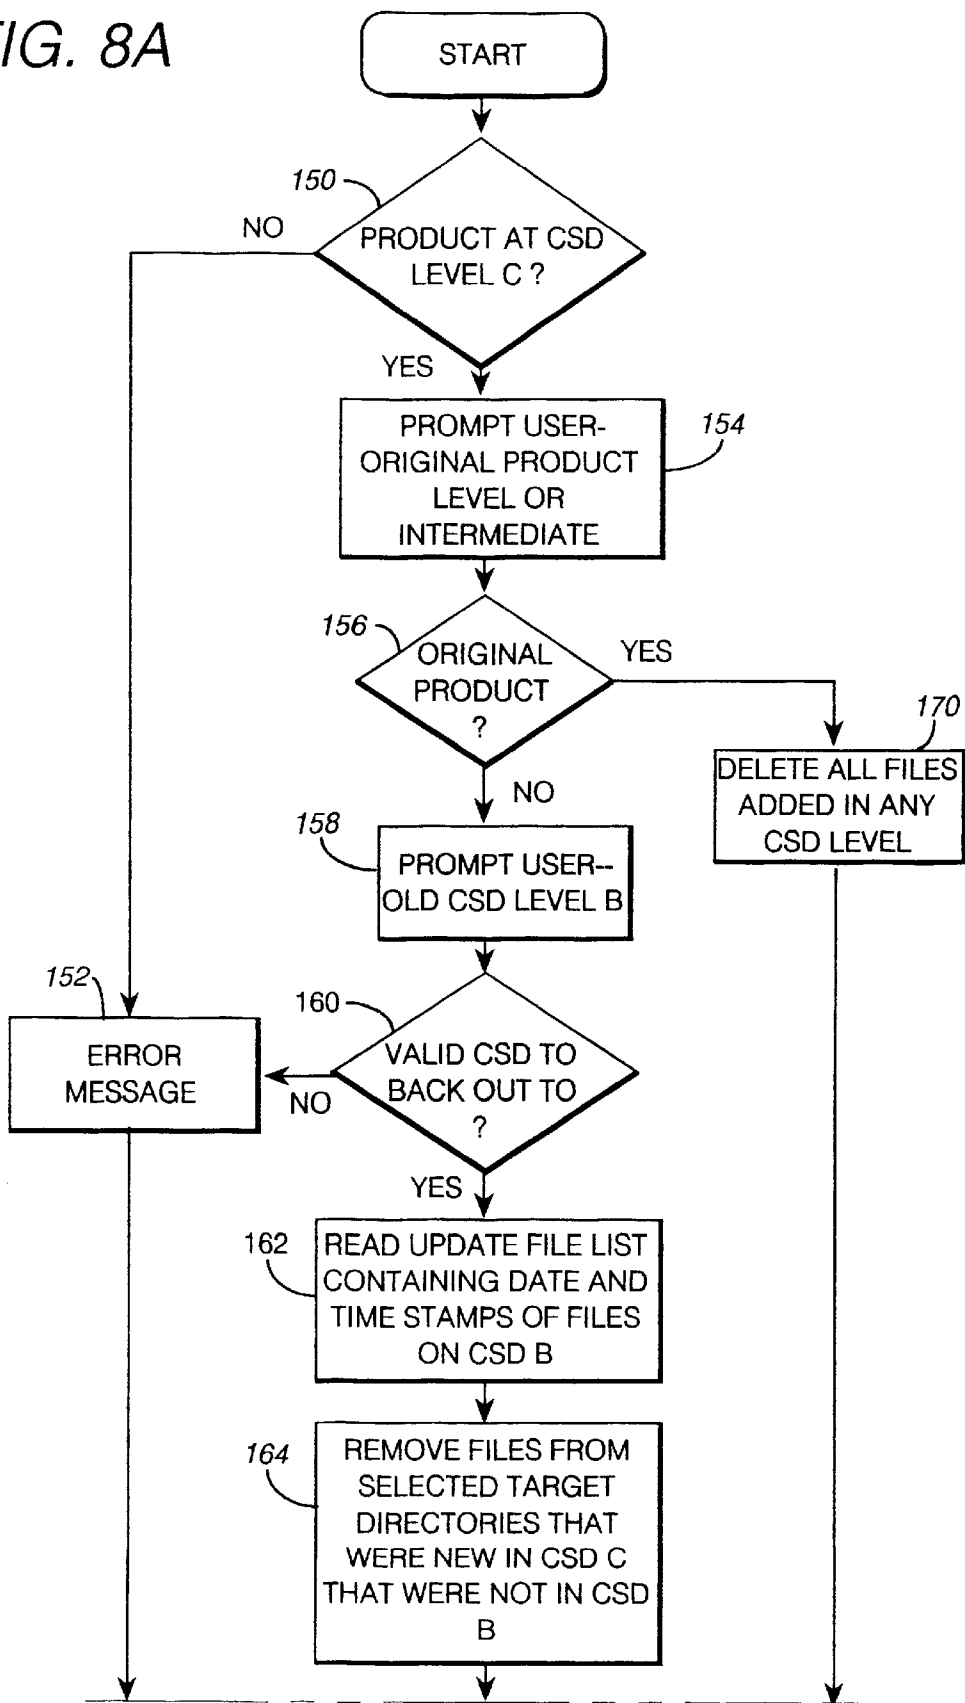 FIG. 8A
START
150
NO
PRODUCT AT CSD
LEVEL C ?
YES
PROMPT USER-
ORIGINAL PRODUCT
LEVEL OR
INTERMEDIATE
154
156
ORIGINAL
PRODUCT
?
YES
170
DELETE ALL FILES
ADDED IN ANY
CSD LEVEL
NO
158
PROMPT USER--
OLD CSD LEVEL B
152
ERROR
MESSAGE
160
VALID CSD TO
BACK OUT TO
?
NO
YES
162
READ UPDATE FILE LIST
CONTAINING DATE AND
TIME STAMPS OF FILES
ON CSD B
164
REMOVE FILES FROM
SELECTED TARGET
DIRECTORIES THAT
WERE NEW IN CSD C
THAT WERE NOT IN CSD
B